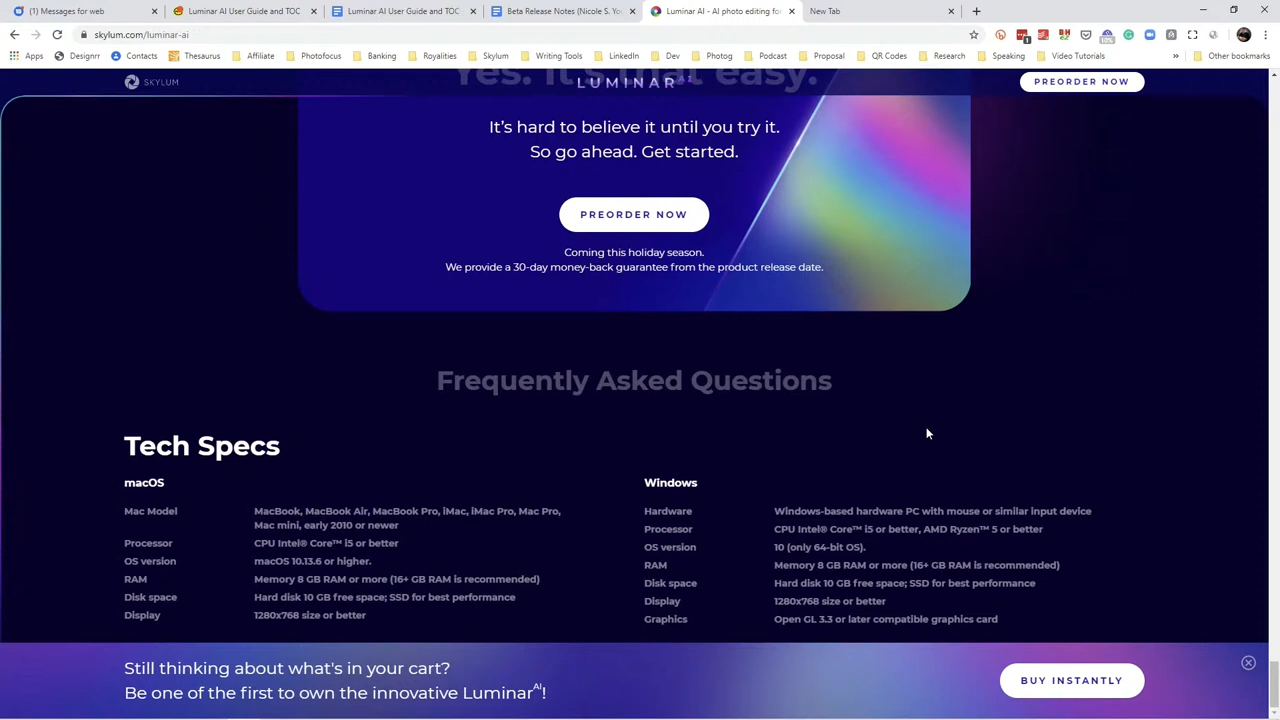 (1) Messages for web
Luminar AI User Guide and TOC
Luminar AI User Guide and TOC
Beta Release Notes (Nicole S. You
Luminar AI - AI photo editing for
New Tab
skylum.com/luminar-ai
Apps
Designrr
Contacts
Thesaurus
Affiliate
Photofocus
Banking
Royalties
Skylum
Writing Tools
LinkedIn
Dev
Photog
Podcast
Proposal
QR Codes
Research
Speaking
Video Tutorials
Other bookmarks
SKYLUM
LUMINAR AI
PREORDER NOW
It's hard to believe it until you try it.
So go ahead. Get started.
PREORDER NOW
Coming this holiday season.
We provide a 30-day money-back guarantee from the product release date.
Frequently Asked Questions
Tech Specs
macOS
Mac Model MacBook, MacBook Air, MacBook Pro, iMac, iMac Pro, Mac Pro,
Mac mini, early 2010 or newer
Processor CPU Intel® Core™ i5 or better
OS version macOS 10.13.6 or higher.
RAM Memory 8 GB RAM or more (16+ GB RAM is recommended)
Disk space Hard disk 10 GB free space; SSD for best performance
Display 1280x768 size or better
Windows
Hardware Windows-based hardware PC with mouse or similar input device
Processor CPU Intel® Core™ i5 or better, AMD Ryzen™ 5 or better
OS version 10 (only 64-bit OS).
RAM Memory 8 GB RAM or more (16+ GB RAM is recommended)
Disk space Hard disk 10 GB free space; SSD for best performance
Display 1280x768 size or better
Graphics Open GL 3.3 or later compatible graphics card
Still thinking about what's in your cart?
Be one of the first to own the innovative Luminar AI!
BUY INSTANTLY